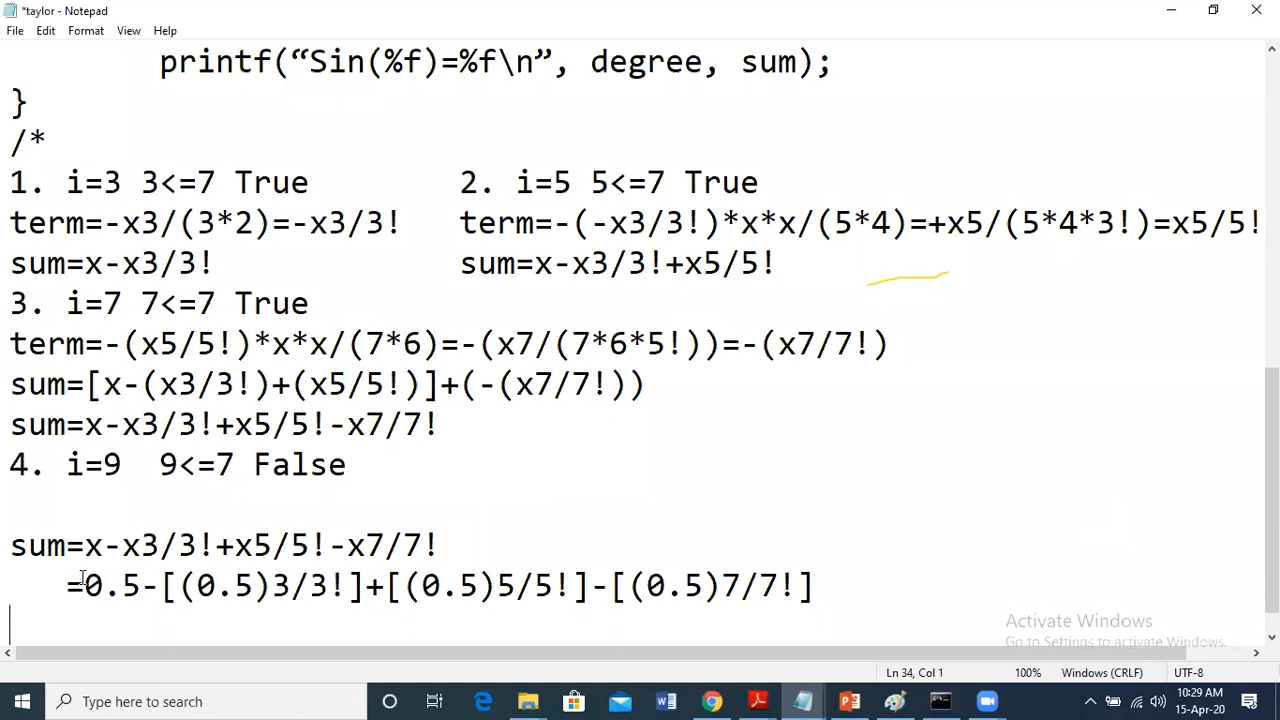 *taylor - Notepad
File Edit Format View Help
printf(“Sin(%f)=%f\n”, degree, sum);
}
/*
1. i=3 3<=7 True 2. i=5 5<=7 True
term=-x3/(3*2)=-x3/3! term=-(-x3/3!)*x*x/(5*4)=+x5/(5*4*3!)=x5/5!
sum=x-x3/3! sum=x-x3/3!+x5/5!
3. i=7 7<=7 True
term=-(x5/5!)*x*x/(7*6)=-(x7/(7*6*5!))=-(x7/7!)
sum=[x-(x3/3!)+(x5/5!)]+(-(x7/7!))
sum=x-x3/3!+x5/5!-x7/7!
4. i=9 9<=7 False
sum=x-x3/3!+x5/5!-x7/7!
=0.5-[(0.5)3/3!]+[(0.5)5/5!]-[(0.5)7/7!]
Activate Windows
Go to Settings to activate Windows.
Ln 34, Col 1 100% Windows (CRLF) UTF-8
Type here to search
10:29 AM
15-Apr-20